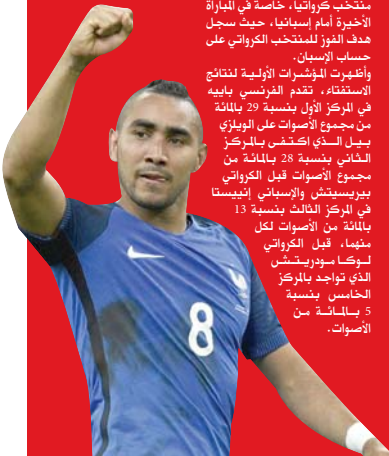 منتخب كرواتيا، خاصة في المباراة
الأخيرة أمام إسبانيا، حيث سجل
هدف الفوز للمنتخب الكرواتي على
حساب الإسبان.
وأظهرت المؤشرات الأولية لنتائج
الاستفتاء، تقدم الفرنسي باييه
في المركز الأول بنسبة 29 بالمائة
من مجموع الأصوات على الويلزي
بيل الذي اكتفى بالمركز
الثاني بنسبة 28 بالمائة من
مجموع الأصوات قبل الكرواتي
بيريسيتش والإسباني إنييستا
في المركز الثالث بنسبة 13
بالمائة من الأصوات لكل
منهما، قبل الكرواتي
لوكا مودريتش
الذي تواجد بالمركز
الخامس بنسبة
5 بالمائة من
الأصوات.
8